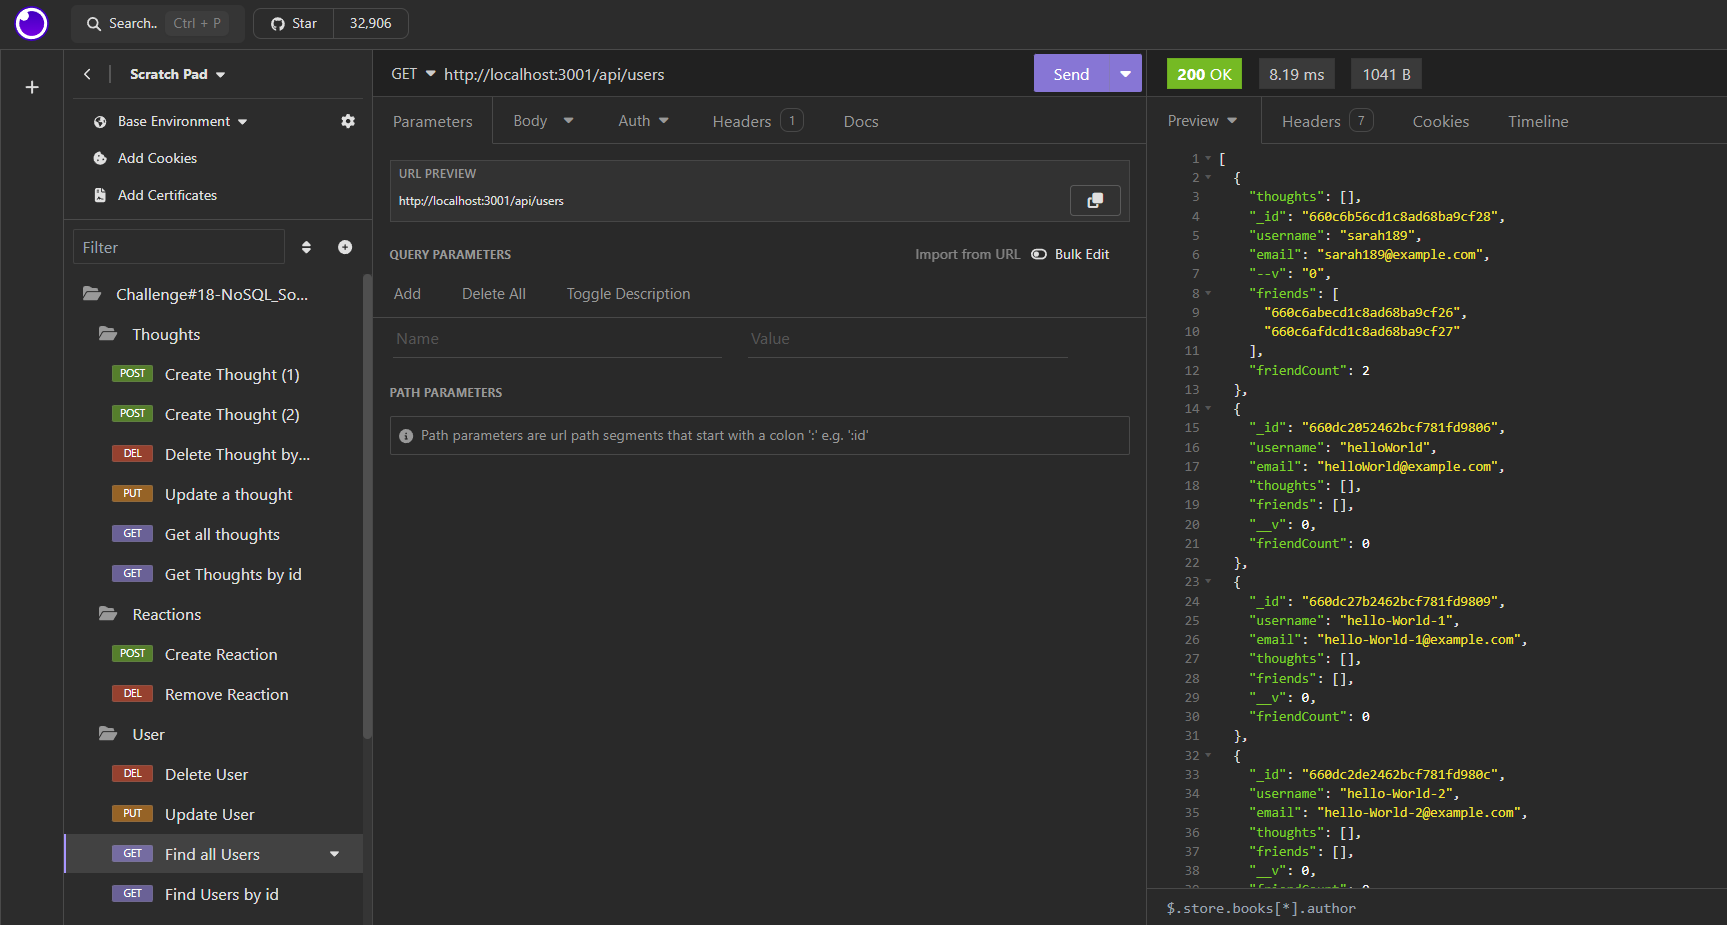 Search.. Ctrl + P
Star 32,906
Scratch Pad
Base Environment
Add Cookies
Add Certificates
Filter
Challenge#18-NoSQL_So...
Thoughts
POST Create Thought (1)
POST Create Thought (2)
DEL Delete Thought by...
PUT Update a thought
GET Get all thoughts
GET Get Thoughts by id
Reactions
POST Create Reaction
DEL Remove Reaction
User
DEL Delete User
PUT Update User
GET Find all Users
GET Find Users by id
GET http://localhost:3001/api/users
Send
Parameters Body Auth Headers 1 Docs
URL PREVIEW
http://localhost:3001/api/users
QUERY PARAMETERS Import from URL Bulk Edit
Add Delete All Toggle Description
Name Value
PATH PARAMETERS
Path parameters are url path segments that start with a colon ':' e.g. ':id'
200 OK 8.19 ms 1041 B
Preview Headers 7 Cookies Timeline
1 [
2 {
3 "thoughts": [],
4 "_id": "660c6b56cd1c8ad68ba9cf28",
5 "username": "sarah189",
6 "email": "sarah189@example.com",
7 "--v": "0",
8 "friends": [
9 "660c6abecd1c8ad68ba9cf26",
10 "660c6afdcd1c8ad68ba9cf27"
11 ],
12 "friendCount": 2
13 },
14 {
15 "_id": "660dc2052462bcf781fd9806",
16 "username": "helloWorld",
17 "email": "helloWorld@example.com",
18 "thoughts": [],
19 "friends": [],
20 "__v": 0,
21 "friendCount": 0
22 },
23 {
24 "_id": "660dc27b2462bcf781fd9809",
25 "username": "hello-World-1",
26 "email": "hello-World-1@example.com",
27 "thoughts": [],
28 "friends": [],
29 "__v": 0,
30 "friendCount": 0
31 },
32 {
33 "_id": "660dc2de2462bcf781fd980c",
34 "username": "hello-World-2",
35 "email": "hello-World-2@example.com",
36 "thoughts": [],
37 "friends": [],
38 "__v": 0,
39 "friendCount": 0
$.store.books[*].author